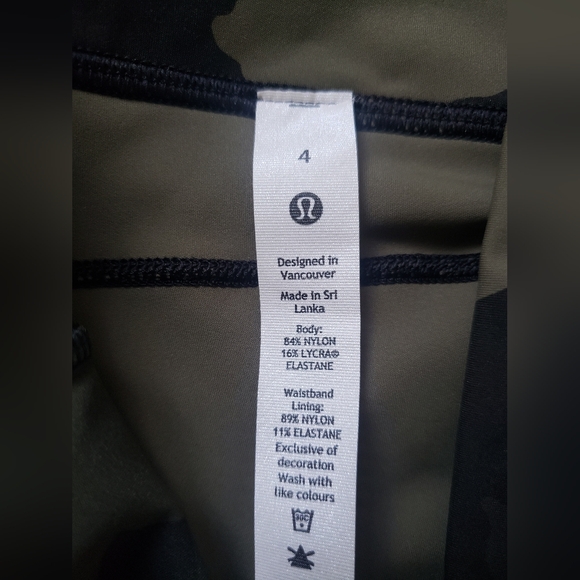 4
Designed in
Vancouver
Made in Sri
Lanka
Body:
84% NYLON
16% LYCRA®
ELASTANE
Waistband
Lining:
89% NYLON
11% ELASTANE
Exclusive of
decoration
Wash with
like colours
30C